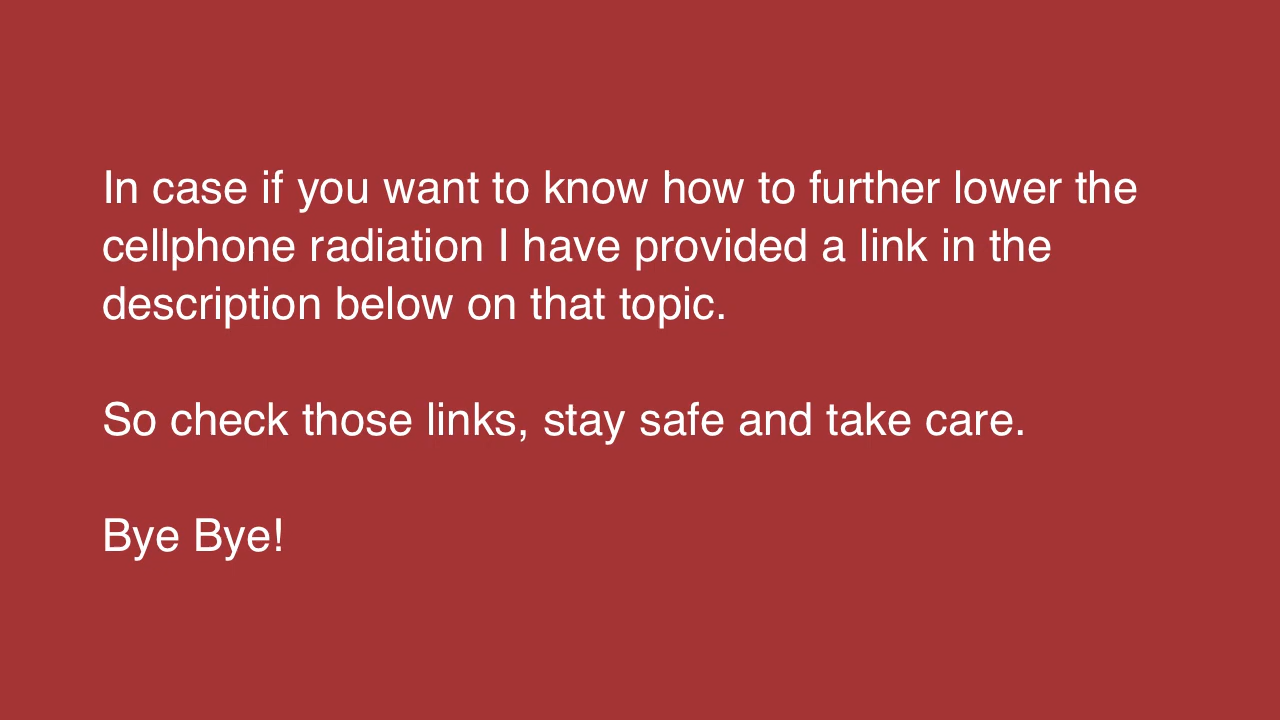 In case if you want to know how to further lower the
cellphone radiation I have provided a link in the
description below on that topic.
So check those links, stay safe and take care.
Bye Bye!